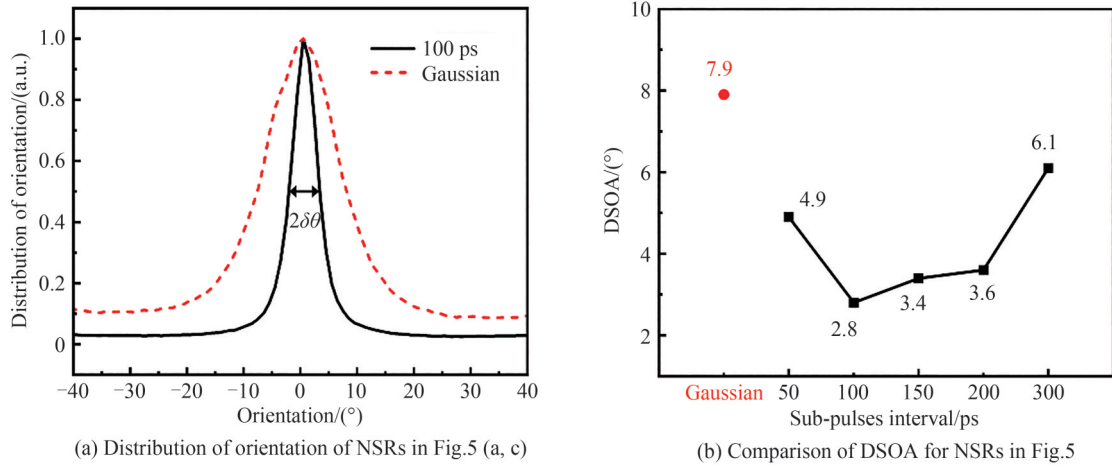 1.0
0.8
0.6
0.4
0.2
0
Distribution of orientation/(a.u.)
100 ps
Gaussian
2δθ
−40 −30 −20 −10 0 10 20 30 40
Orientation/(°)
(a) Distribution of orientation of NSRs in Fig.5 (a, c)
10
8
6
4
2
DSOA/(°)
7.9
4.9
2.8
3.4
3.6
6.1
Gaussian 50 100 150 200 300
Sub-pulses interval/ps
(b) Comparison of DSOA for NSRs in Fig.5